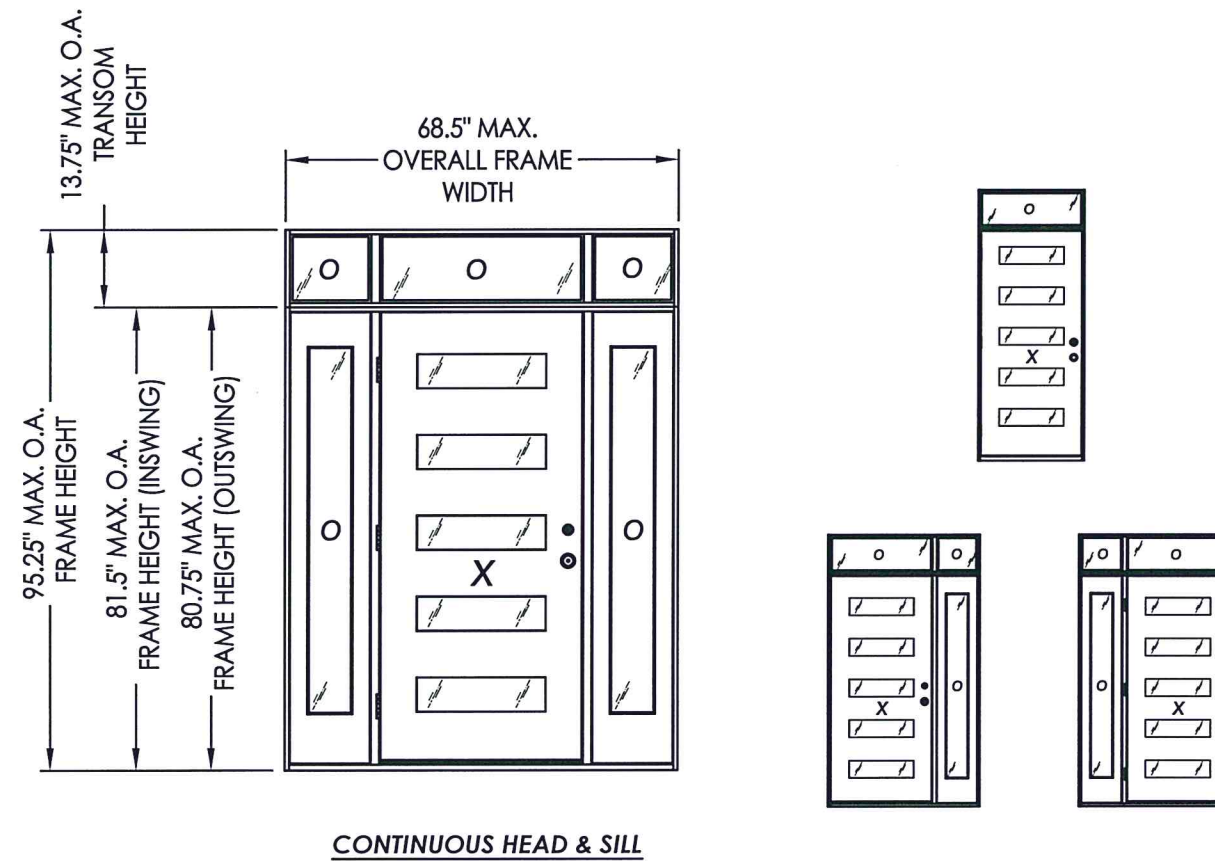 13.75" MAX. O.A.
TRANSOM
HEIGHT
68.5" MAX.
OVERALL FRAME
WIDTH
95.25" MAX. O.A.
FRAME HEIGHT
81.5" MAX. O.A.
FRAME HEIGHT (INSWING)
80.75" MAX. O.A.
FRAME HEIGHT (OUTSWING)
O O O
O X O
CONTINUOUS HEAD & SILL
O
X
O O
X O
O O
O X